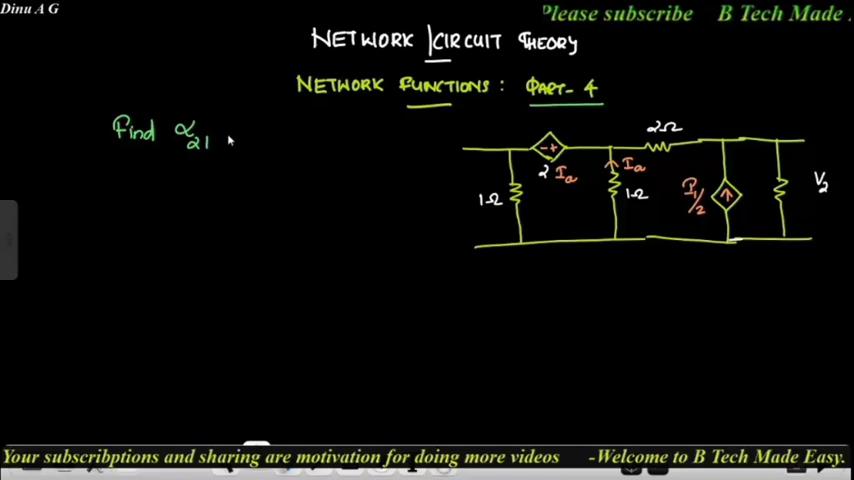 Dinu A G
Please subscribe B Tech Made
NETWORK | CIRCUIT THEORY
NETWORK FUNCTIONS : PART - 4
Find α21
2Ω
- +
2 Ia
Ia
1Ω
1Ω
V2
Your subscribptions and sharing are motivation for doing more videos -Welcome to B Tech Made Easy.